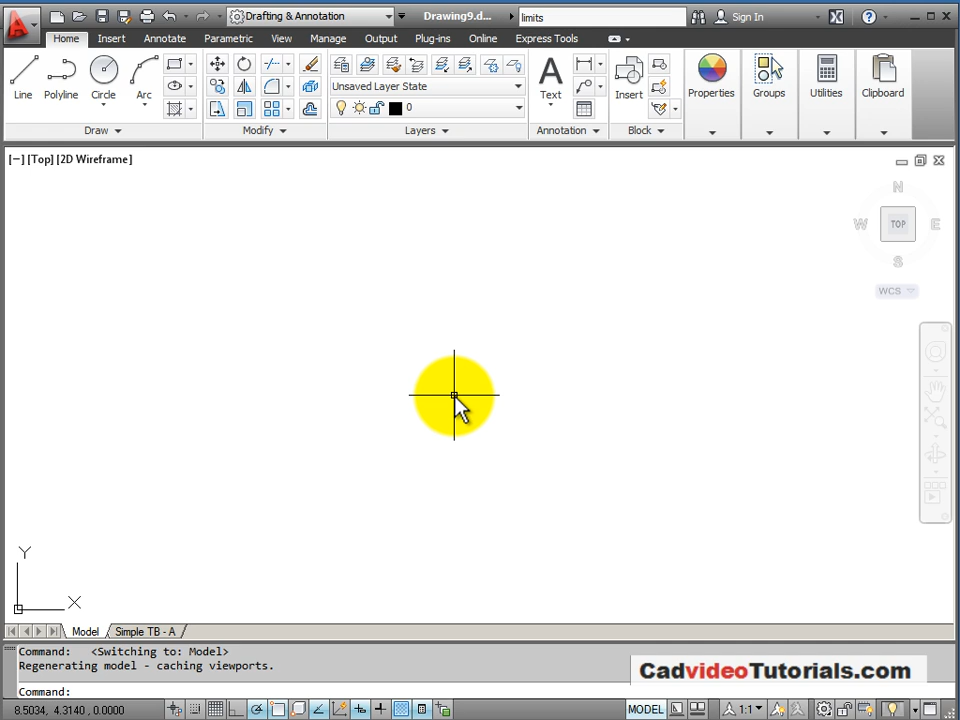 Drafting & Annotation
Drawing9.d...
limits
Sign In
Home Insert Annotate Parametric View Manage Output Plug-ins Online Express Tools
Line Polyline Circle Arc
Unsaved Layer State
0
Text
Insert
Properties
Groups
Utilities
Clipboard
Draw Modify Layers Annotation Block
[−] [Top] [2D Wireframe]
N
W TOP E
S
WCS
Y
X
Model Simple TB - A
Command: <Switching to: Model>
Regenerating model - caching viewports.
CadvideoTutorials.com
Command:
8.5034, 4.3140, 0.0000
MODEL
1:1